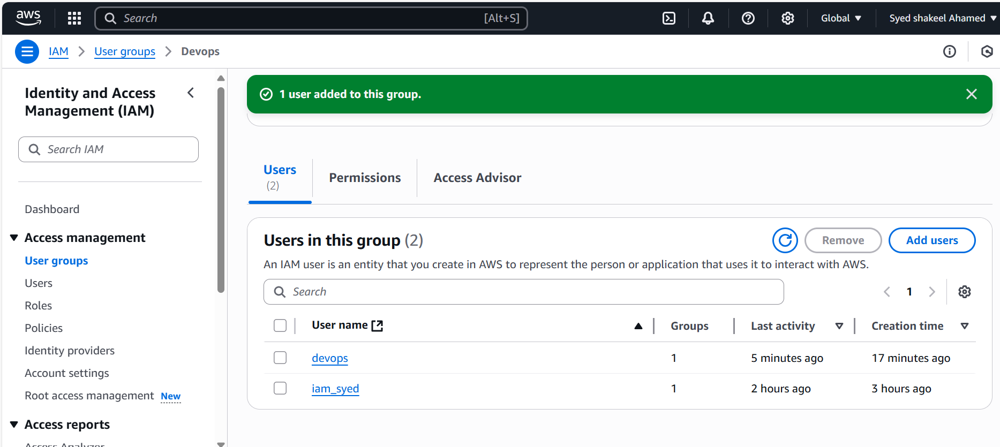 aws
Search [Alt+S]
Global
Syed shakeel Ahamed
IAM
User groups
Devops
Identity and Access
Management (IAM)
Search IAM
Dashboard
Access management
User groups
Users
Roles
Policies
Identity providers
Account settings
Root access management New
Access reports
Access Analyzer
1 user added to this group.
Users
(2)
Permissions
Access Advisor
Users in this group (2)
Remove
Add users
An IAM user is an entity that you create in AWS to represent the person or application that uses it to interact with AWS.
Search
1
User name Groups Last activity Creation time
devops 1 5 minutes ago 17 minutes ago
iam_syed 1 2 hours ago 3 hours ago